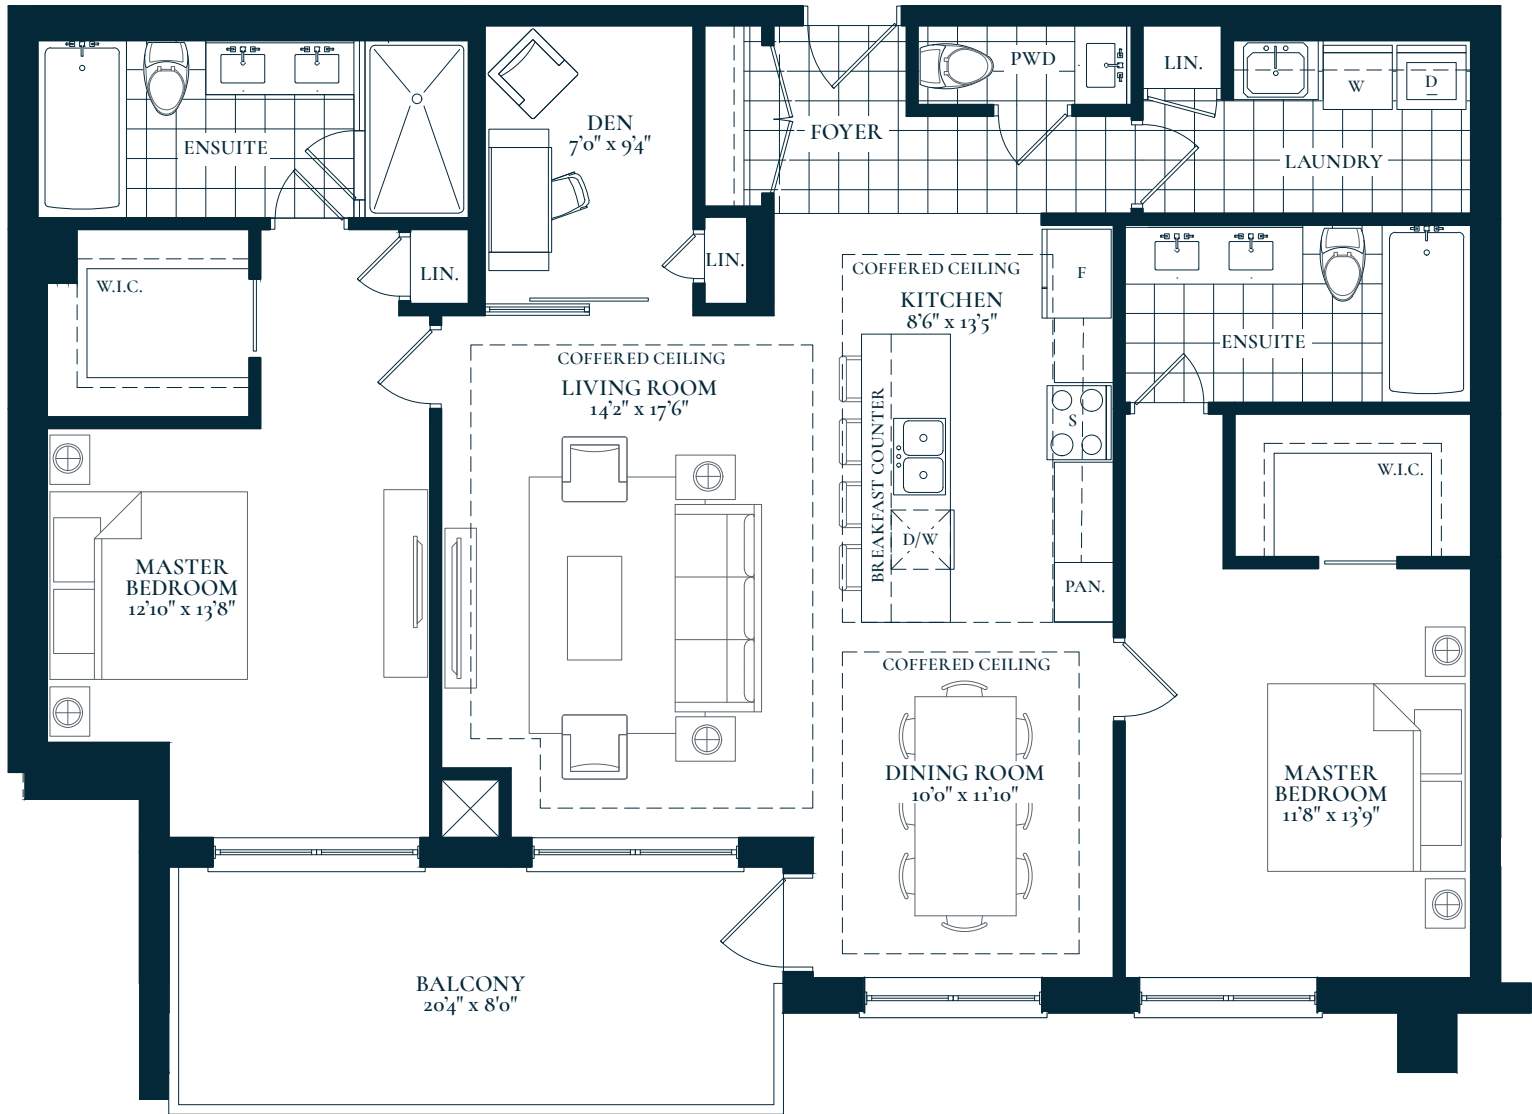 PWD
LIN.
W
D
DEN
7'0" x 9'4"
FOYER
ENSUITE
LAUNDRY
LIN.
LIN.
W.I.C.
COFFERED CEILING
F
KITCHEN
8'6" x 13'5"
ENSUITE
COFFERED CEILING
LIVING ROOM
14'2" x 17'6"
BREAKFAST COUNTER
S
W.I.C.
D/W
MASTER
BEDROOM
12'10" x 13'8"
PAN.
COFFERED CEILING
DINING ROOM
10'0" x 11'10"
MASTER
BEDROOM
11'8" x 13'9"
BALCONY
20'4" x 8'0"